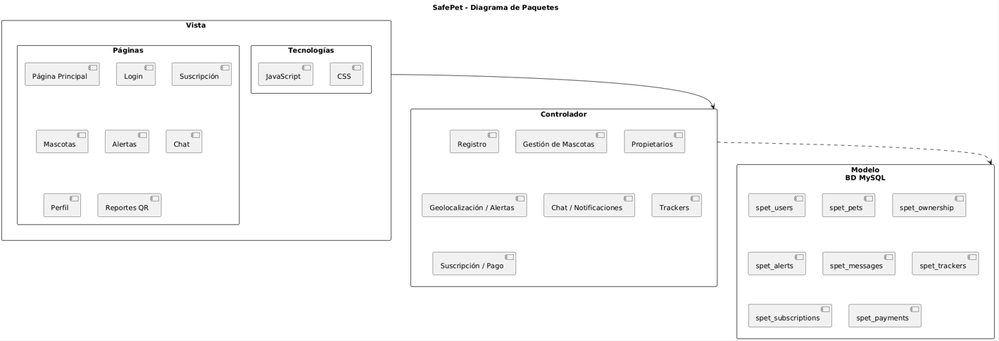 SafePet - Diagrama de Paquetes
Vista
Páginas
Página Principal
Login
Suscripción
Mascotas
Alertas
Chat
Perfil
Reportes QR
Tecnologías
JavaScript
CSS
Controlador
Registro
Gestión de Mascotas
Propietarios
Geolocalización / Alertas
Chat / Notificaciones
Trackers
Suscripción / Pago
Modelo
BD MySQL
spet_users
spet_pets
spet_ownership
spet_alerts
spet_messages
spet_trackers
spet_subscriptions
spet_payments